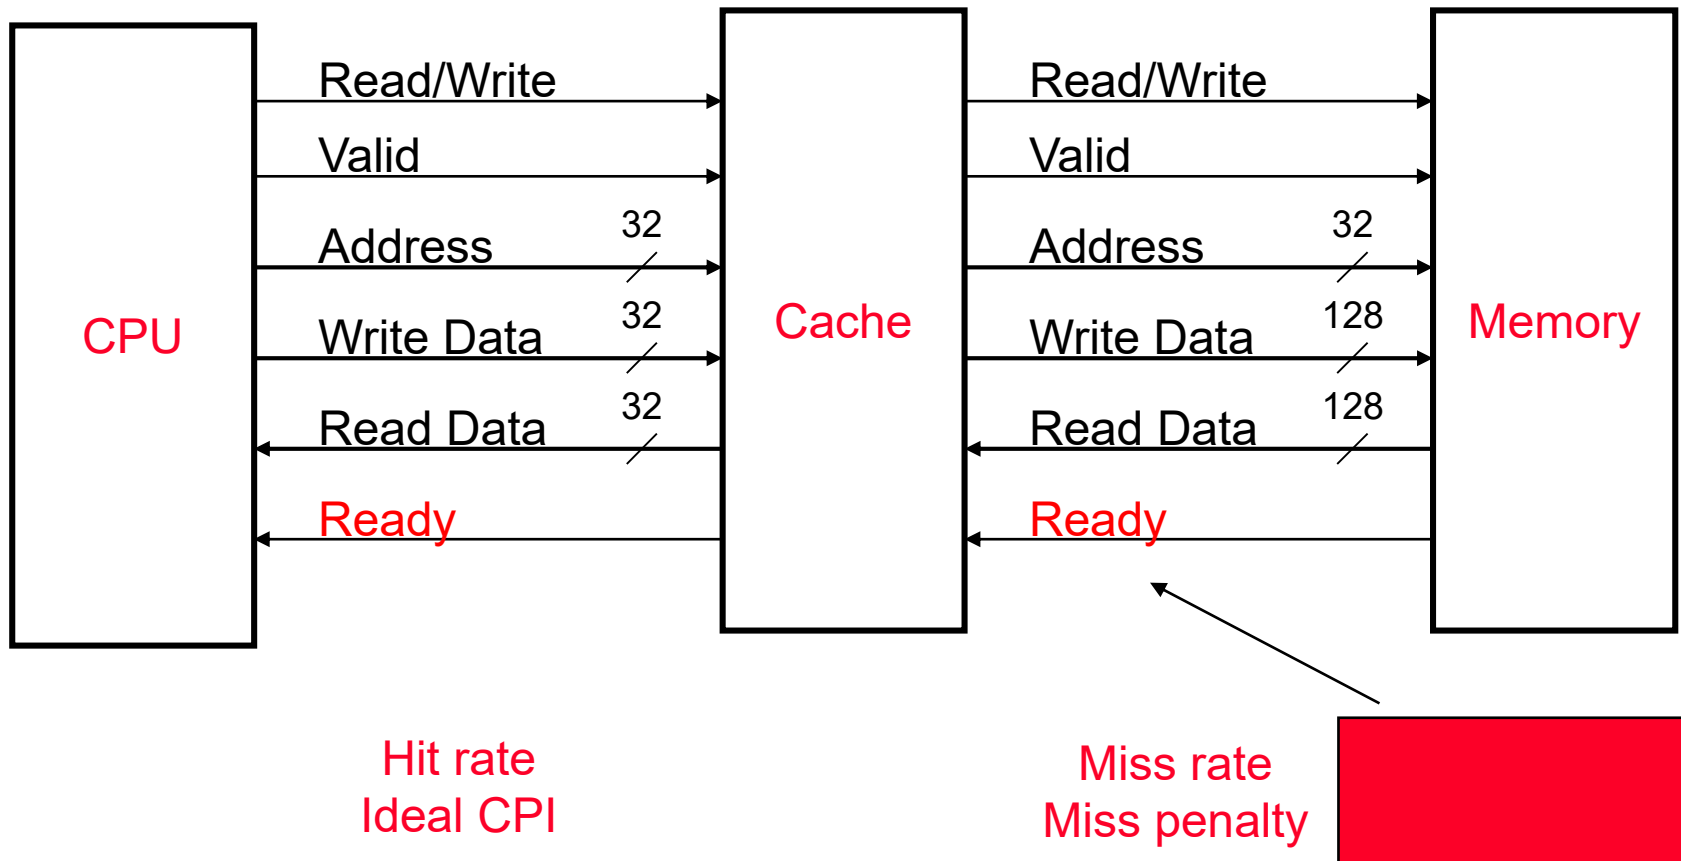 Read/Write
Read/Write
Valid
Valid
Address 32
Address 32
CPU
Write Data 32
Cache
Write Data 128
Memory
Read Data 32
Read Data 128
Ready
Ready
Hit rate
Ideal CPI
Miss rate
Miss penalty